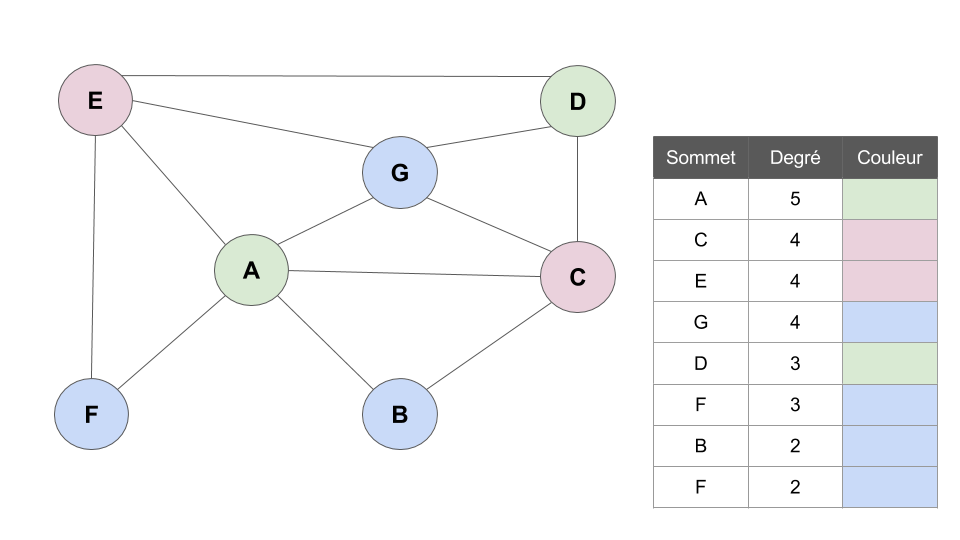 E
D
G
A
C
F
B
Sommet Degré Couleur
A 5
C 4
E 4
G 4
D 3
F 3
B 2
F 2